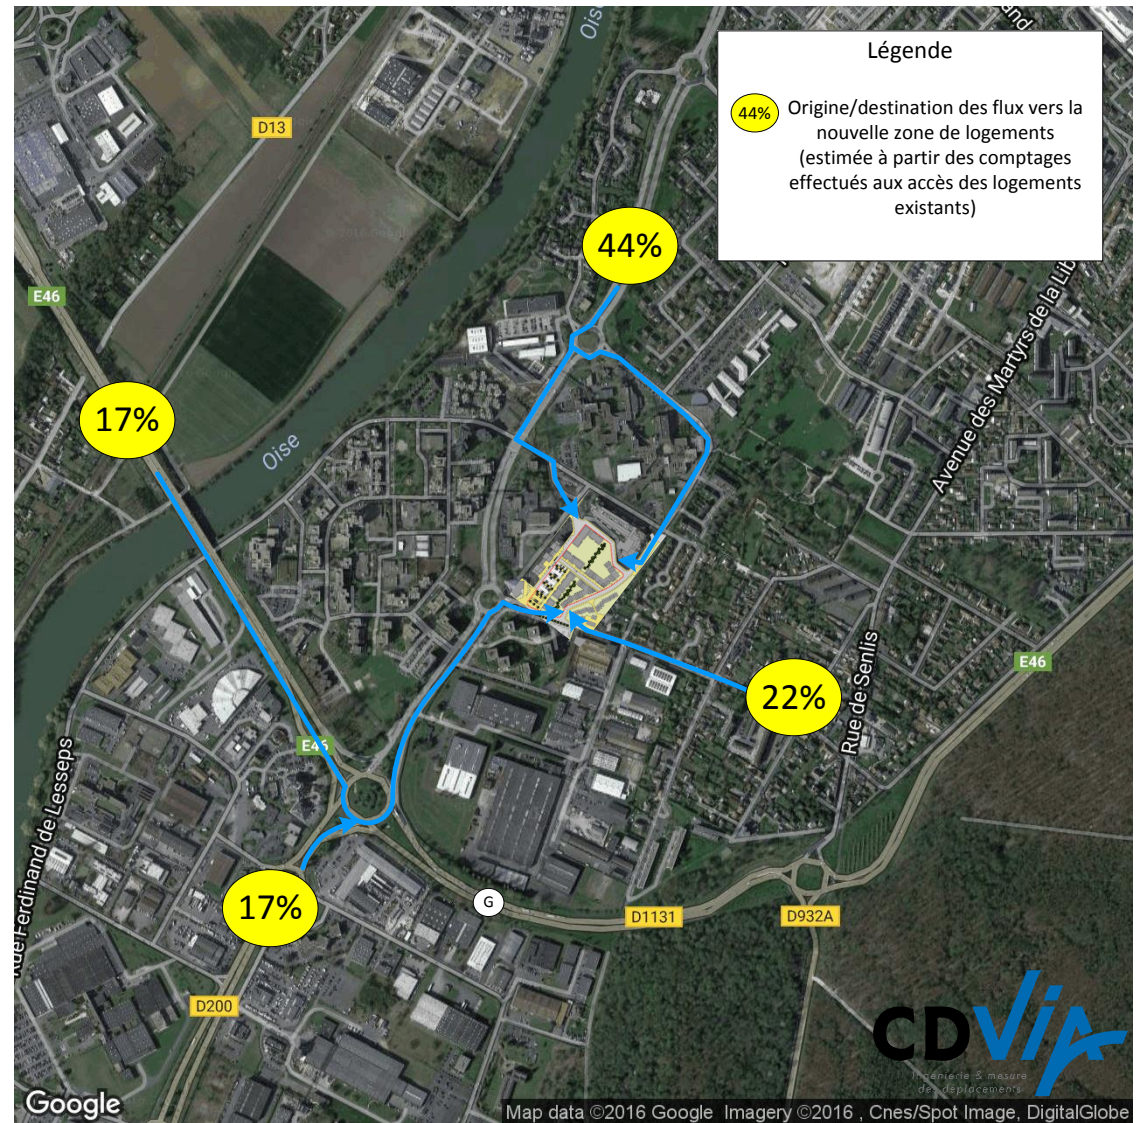 Oise
Légende
44%
Origine/destination des flux vers la
nouvelle zone de logements
(estimée à partir des comptages
effectués aux accès des logements
existants)
D13
44%
E46
Avenue des Martyrs de la Lib
17%
Oise
E46
Rue de Senlis
22%
E46
Rue Ferdinand de Lesseps
17%
G
D1131
D932A
D200
CDVIA
Ingénierie & mesure
des déplacements
Google
Map data ©2016 Google Imagery ©2016 , Cnes/Spot Image, DigitalGlobe